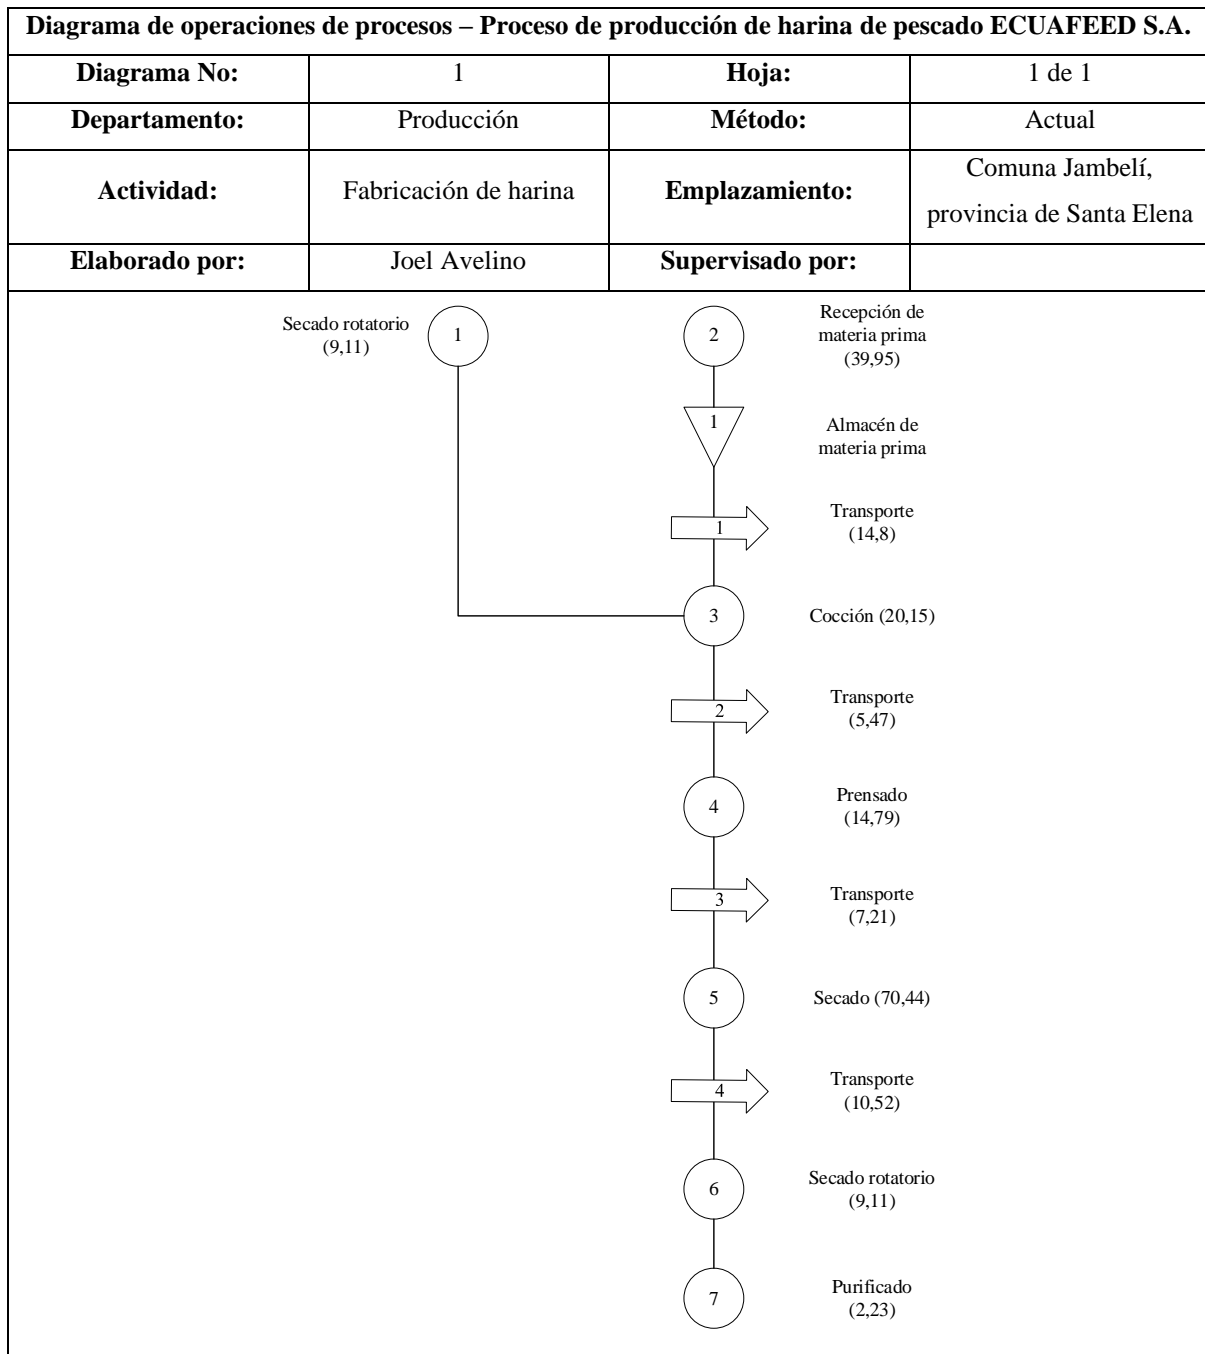 Diagrama de operaciones de procesos – Proceso de producción de harina de pescado ECUAFEED S.A.
Diagrama No:
1
Hoja:
1 de 1
Departamento:
Producción
Método:
Actual
Actividad:
Fabricación de harina
Emplazamiento:
Comuna Jambelí,
provincia de Santa Elena
Elaborado por:
Joel Avelino
Supervisado por:
Secado rotatorio
(9,11)
1
2
Recepción de
materia prima
(39,95)
1
Almacén de
materia prima
1
Transporte
(14,8)
3
Cocción (20,15)
2
Transporte
(5,47)
4
Prensado
(14,79)
3
Transporte
(7,21)
5
Secado (70,44)
4
Transporte
(10,52)
6
Secado rotatorio
(9,11)
7
Purificado
(2,23)